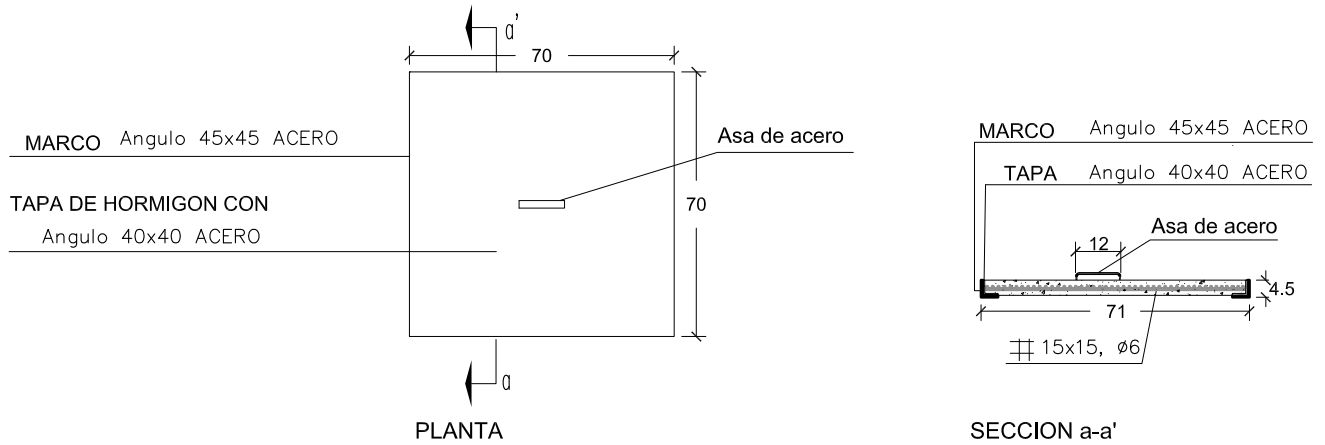 a'
70
MARCO Angulo 45x45 ACERO
Asa de acero
TAPA DE HORMIGON CON
Angulo 40x40 ACERO
70
a
PLANTA
MARCO Angulo 45x45 ACERO
TAPA Angulo 40x40 ACERO
Asa de acero
12
4.5
71
15x15, ø6
SECCION a-a'